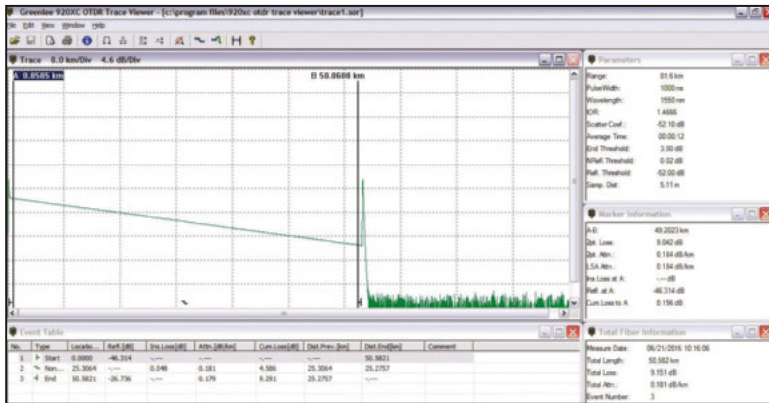 Greenlee 920XC OTDR Trace Viewer - [c:\program files\920xc otdr trace viewer\trace1.sor]
File Edit View Window Help
Trace 8.0 km/Div 4.6 dB/Div
A 0.8585 km
B 50.0608 km
Parameters
Range: 81.6 km
PulseWidth: 1000 ns
Wavelength: 1550 nm
IOR: 1.4666
Scatter Coef.: -52.10 dB
Average Time: 00:00:12
End Threshold: 3.00 dB
NRefl. Threshold: 0.02 dB
Refl. Threshold: -52.00 dB
Samp. Dist: 5.11 m
Marker Information
A-B: 49.2023 km
2pt. Loss: 9.042 dB
2pt. Attn.: 0.184 dB/km
LSA Attn.: 0.184 dB/km
Ins.Loss at A: -.-- dB
Refl. at A: -46.314 dB
Cum.Loss to A: 0.156 dB
Event Table
No. Type Locatio... Refl.[dB] Ins.Loss[dB] Attn.[dB/km] Cum.Loss[dB] Dist.Prev.[km] Dist.End[km] Comment
1 Start 0.0000 -46.314 -.-- -.-- -.-- -.-- 50.5821
2 Non... 25.3064 -.-- 0.048 0.181 4.586 25.3064 25.2757
3 End 50.5821 -26.736 -.-- 0.179 9.291 25.2757 -.--
Total Fiber Information
Measure Date: 06/21/2016 10:16:06
Total Length: 50.582 km
Total Loss: 9.151 dB
Total Attn.: 0.181 dB/km
Event Number: 3